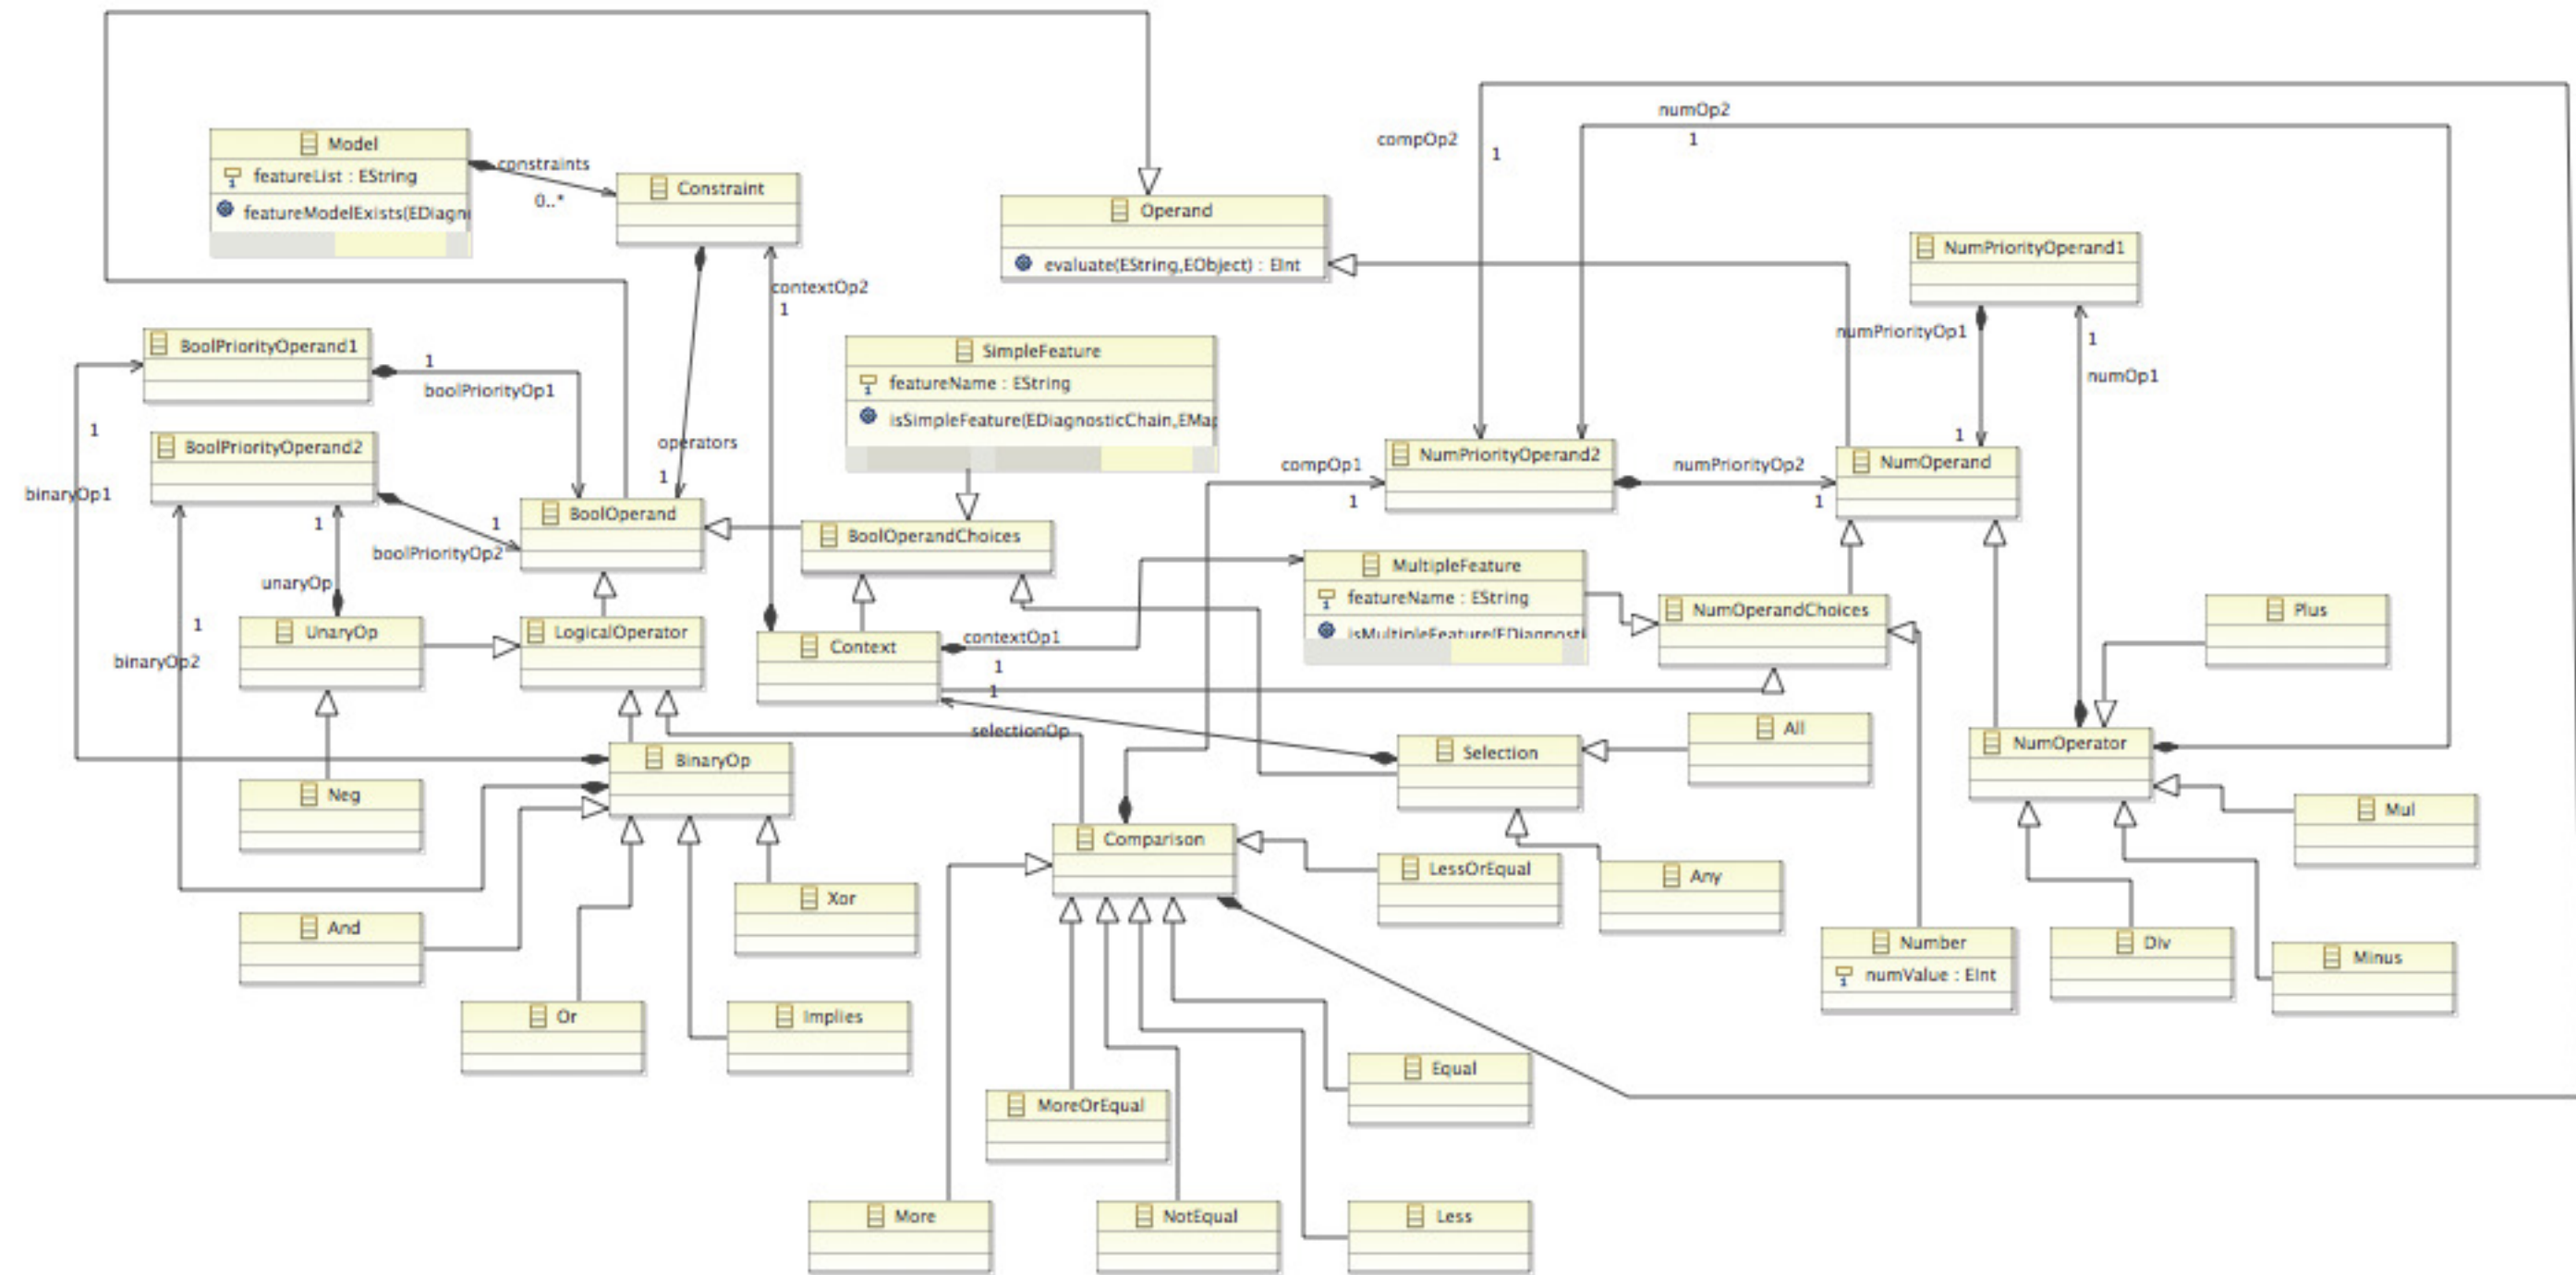 numOp2
1
compOp2
1
Model
featureList : EString
featureModelExists(EDiagn
constraints
0..*
Constraint
Operand
evaluate(EString,EObject) : EInt
NumPriorityOperand1
contextOp2
1
BoolPriorityOperand1
1
boolPriorityOp1
SimpleFeature
featureName : EString
isSimpleFeature(EDiagnosticChain,EMap
numPriorityOp1
1
1
numOp1
1
binaryOp1
BoolPriorityOperand2
operators
1
1
1
boolPriorityOp2
BoolOperand
BoolOperandChoices
compOp1
1
NumPriorityOperand2
numPriorityOp2
1
NumOperand
unaryOp
MultipleFeature
featureName : EString
isMultipleFeature(EDiagnosti
NumOperandChoices
Plus
1
binaryOp2
UnaryOp
LogicalOperator
Context
contextOp1
1
1
selectionOp
All
Selection
NumOperator
BinaryOp
Neg
Mul
Comparison
LessOrEqual
Any
Xor
And
Number
numValue : EInt
Div
Minus
Or
Implies
Equal
MoreOrEqual
More
NotEqual
Less